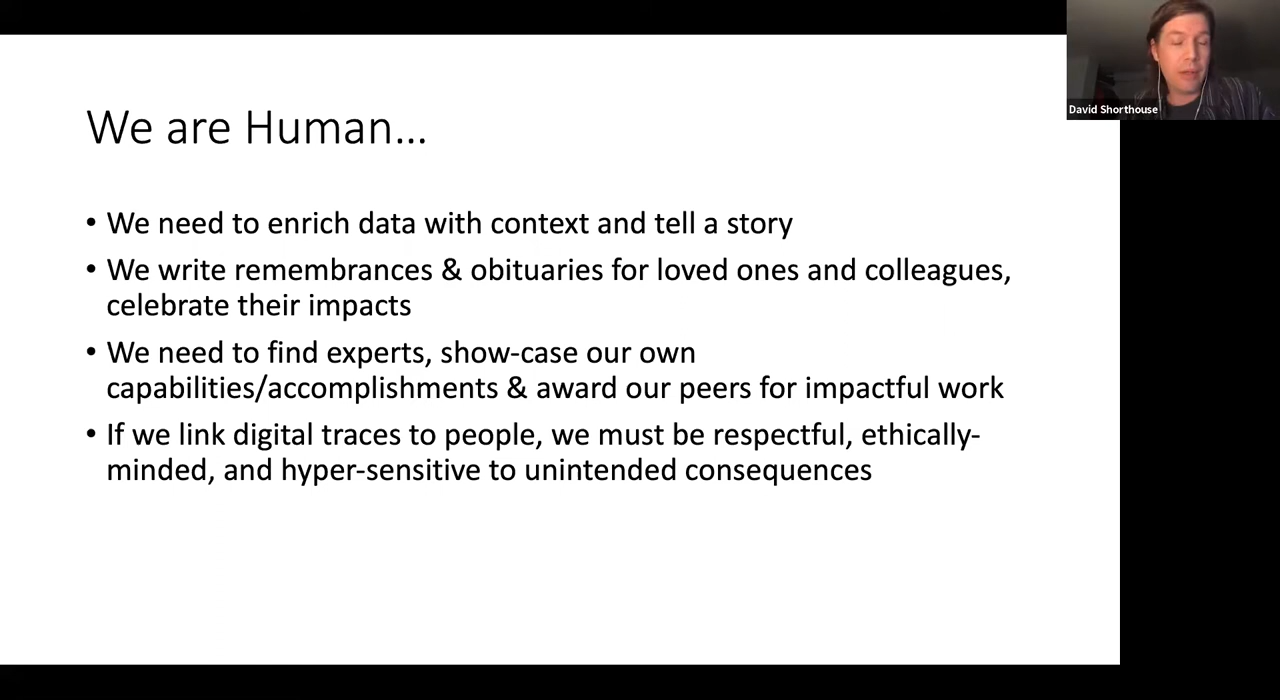 We are Human...
• We need to enrich data with context and tell a story
• We write remembrances & obituaries for loved ones and colleagues,
celebrate their impacts
• We need to find experts, show-case our own
capabilities/accomplishments & award our peers for impactful work
• If we link digital traces to people, we must be respectful, ethically-
minded, and hyper-sensitive to unintended consequences
David Shorthouse